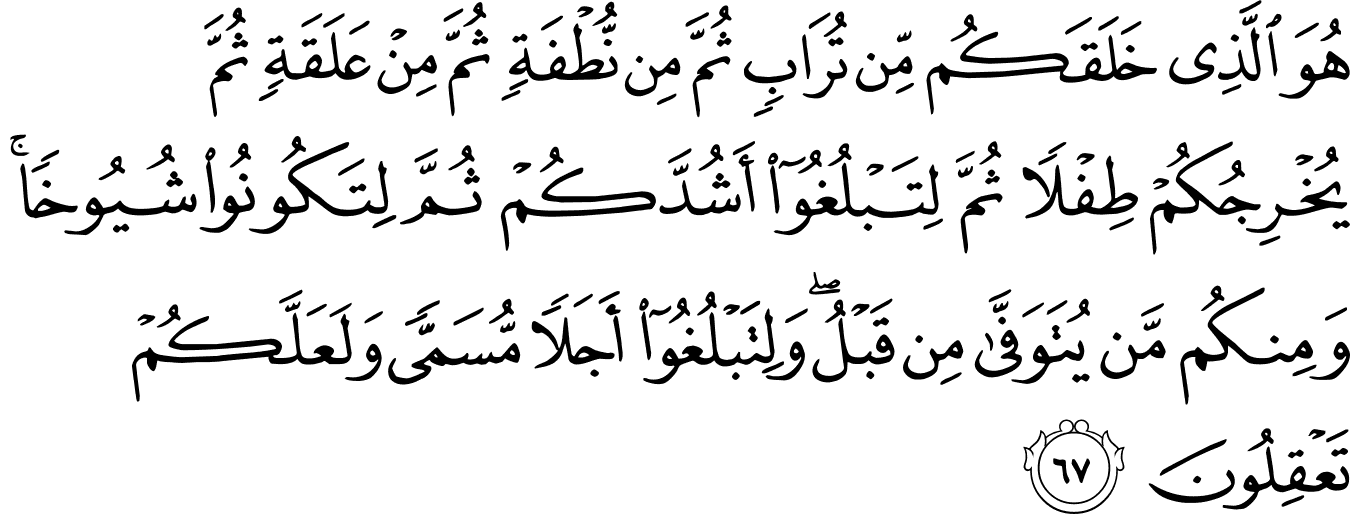 هُوَ ٱلَّذِى خَلَقَكُم مِّن تُرَابٍ ثُمَّ مِن نُّطْفَةٍ ثُمَّ مِنْ عَلَقَةٍ ثُمَّ
يُخْرِجُكُمْ طِفْلًا ثُمَّ لِتَبْلُغُوٓا۟ أَشُدَّكُمْ ثُمَّ لِتَكُونُوا۟ شُيُوخًا ۚ
وَمِنكُم مَّن يُتَوَفَّىٰ مِن قَبْلُ ۖ وَلِتَبْلُغُوٓا۟ أَجَلًا مُّسَمًّى وَلَعَلَّكُمْ
تَعْقِلُونَ ٦٧